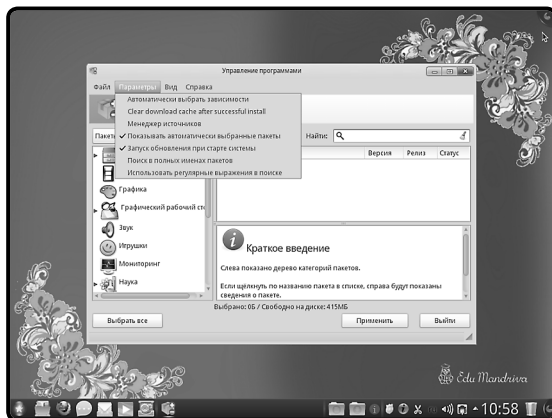 Управление программами
Файл Параметры Вид Справка
Автоматически выбрать зависимости
Clear download cache after successful install
Менеджер источников
Показывать автоматически выбранные пакеты
Запуск обновления при старте системы
Поиск в полных именах пакетов
Использовать регулярные выражения в поиске
Найти:
Версия Релиз Статус
Графика
Графический рабочий
Звук
Игрушки
Мониторинг
Наука
Краткое введение
Слева показано дерево категорий пакетов.
Если щёлкнуть по названию пакета в списке, справа будут показаны
сведения о пакете.
Выбрано: 0Б / Свободно на диске: 415МБ
Выбрать все Применить Выйти
Edu Mandriva
10:58